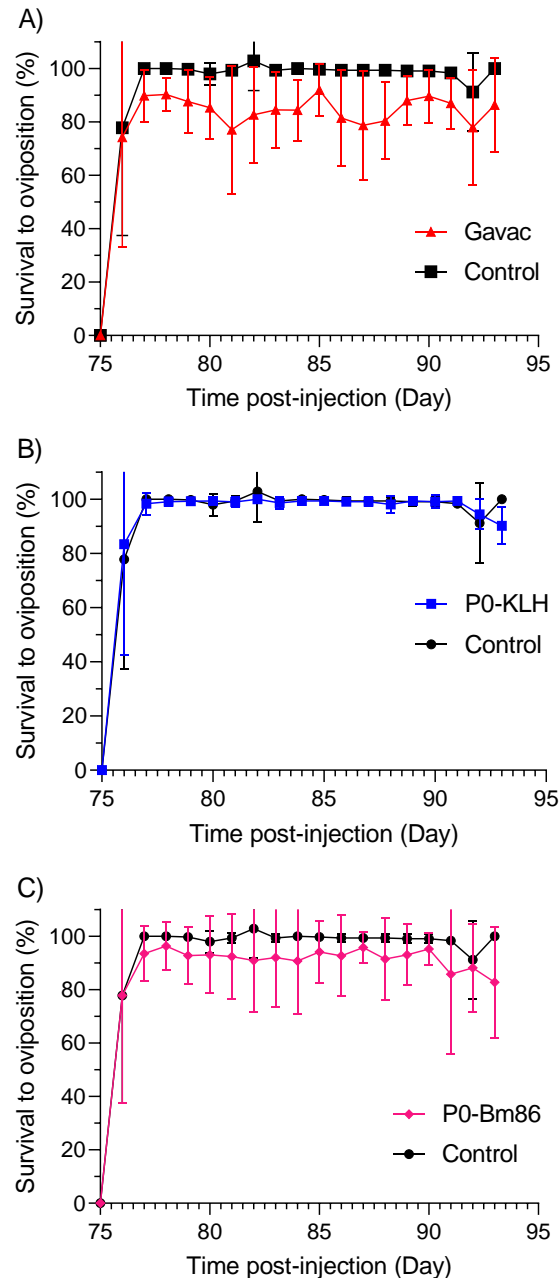 A)
100
80
60
40
20
0
Survival to oviposition (%)
Gavac
Control
75 80 85 90 95
Time post-injection (Day)
B)
100
80
60
40
20
0
Survival to oviposition (%)
P0-KLH
Control
75 80 85 90 95
Time post-injection (Day)
C)
100
80
60
40
20
0
Survival to oviposition (%)
P0-Bm86
Control
75 80 85 90 95
Time post-injection (Day)